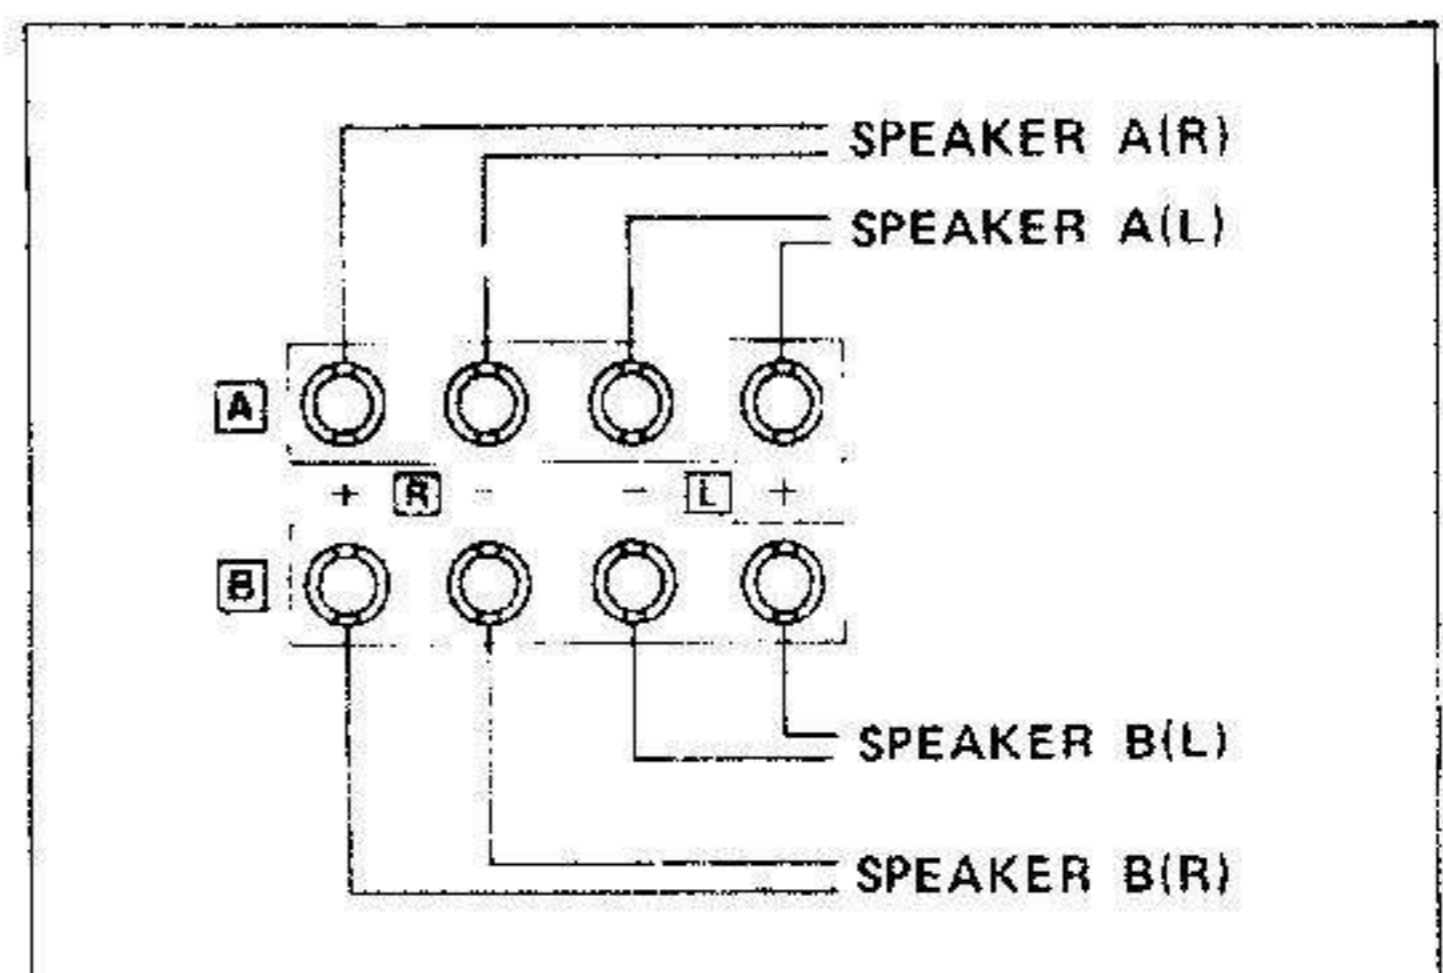 SPEAKER A(R)
SPEAKER A(L)
A
+ R - - L +
B
SPEAKER B(L)
SPEAKER B(R)